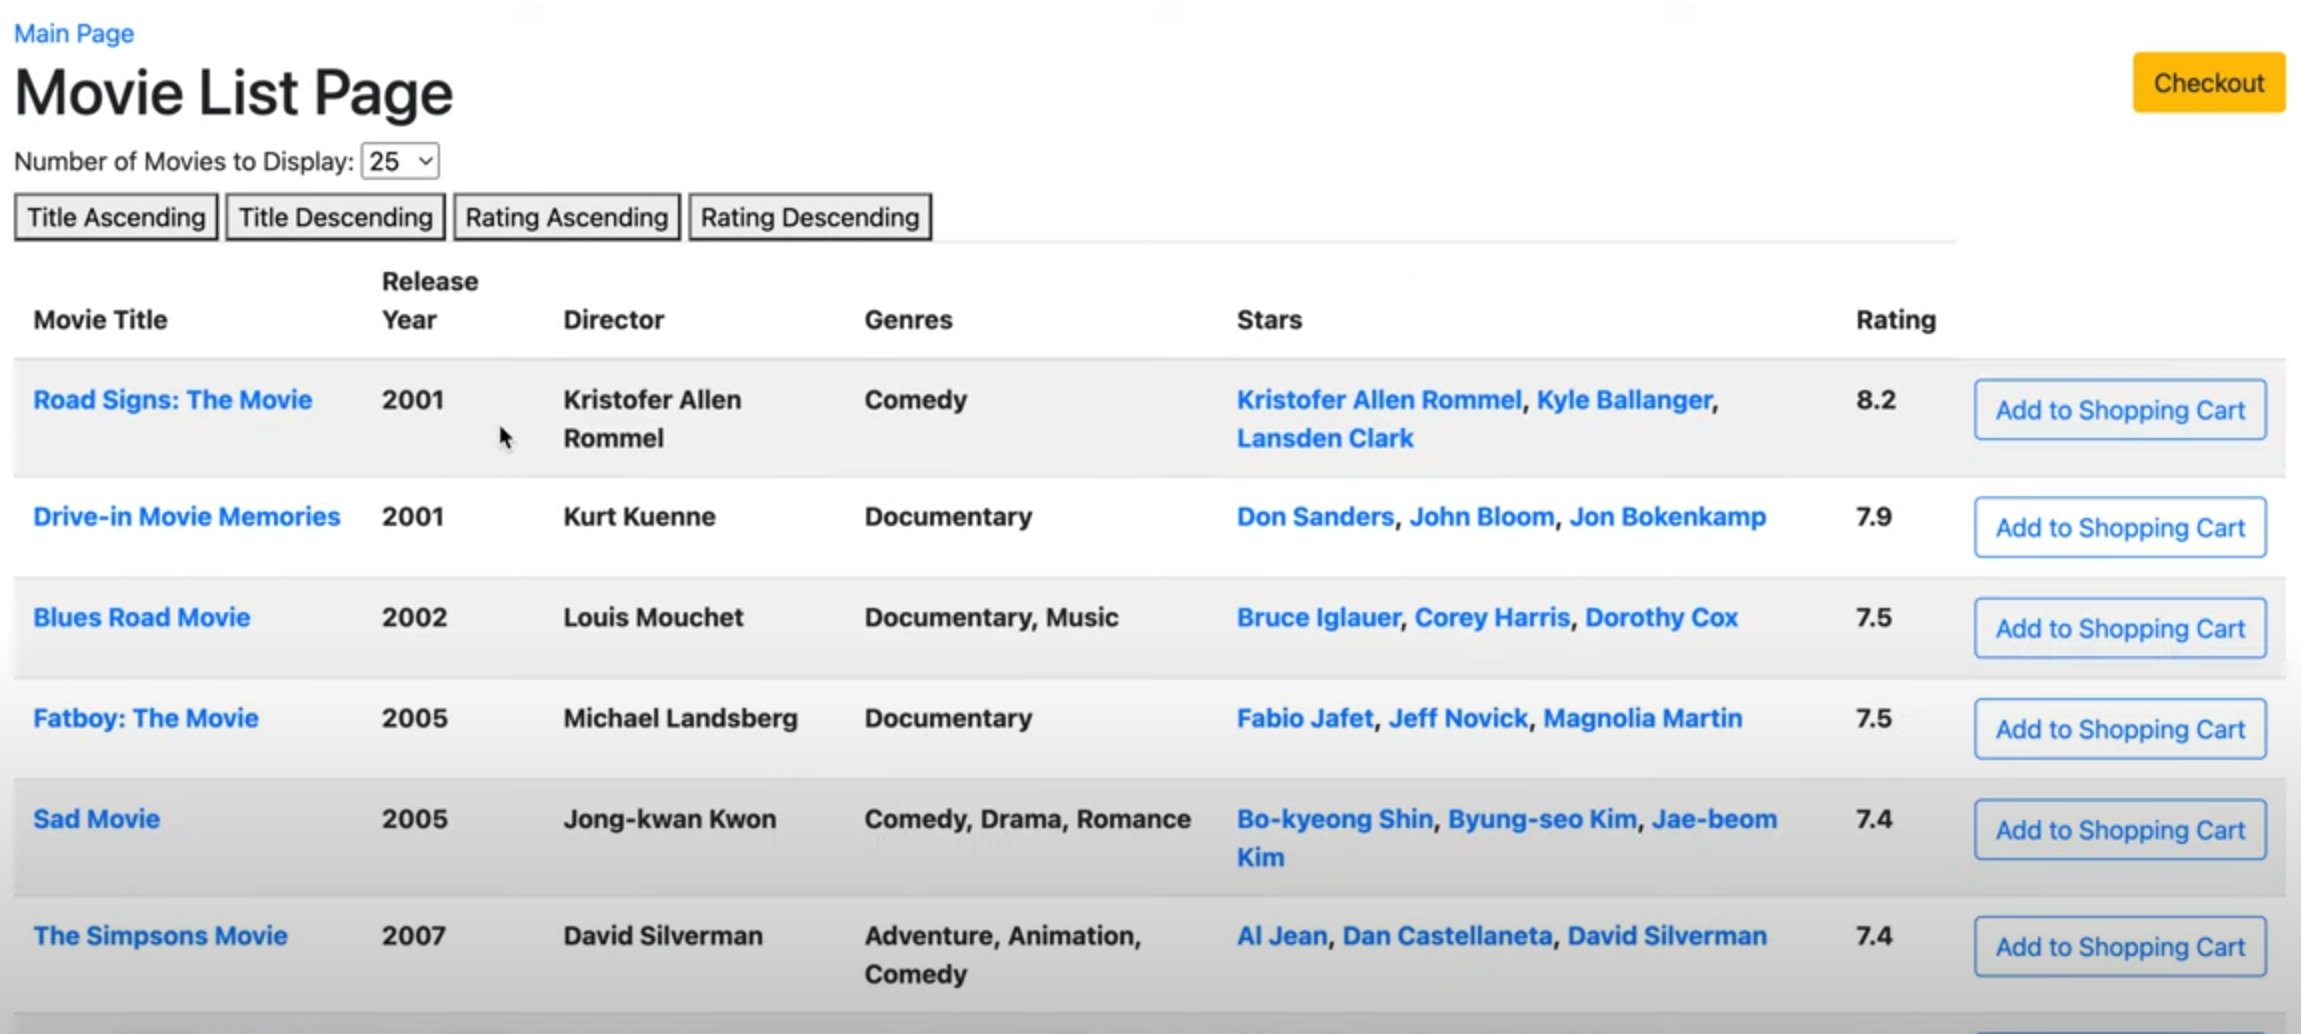 Main Page
Movie List Page
Checkout
Number of Movies to Display: 25
Title Ascending Title Descending Rating Ascending Rating Descending
Movie Title Release Year Director Genres Stars Rating
Road Signs: The Movie 2001 Kristofer Allen Rommel Comedy Kristofer Allen Rommel, Kyle Ballanger, Lansden Clark 8.2 Add to Shopping Cart
Drive-in Movie Memories 2001 Kurt Kuenne Documentary Don Sanders, John Bloom, Jon Bokenkamp 7.9 Add to Shopping Cart
Blues Road Movie 2002 Louis Mouchet Documentary, Music Bruce Iglauer, Corey Harris, Dorothy Cox 7.5 Add to Shopping Cart
Fatboy: The Movie 2005 Michael Landsberg Documentary Fabio Jafet, Jeff Novick, Magnolia Martin 7.5 Add to Shopping Cart
Sad Movie 2005 Jong-kwan Kwon Comedy, Drama, Romance Bo-kyeong Shin, Byung-seo Kim, Jae-beom Kim 7.4 Add to Shopping Cart
The Simpsons Movie 2007 David Silverman Adventure, Animation, Comedy Al Jean, Dan Castellaneta, David Silverman 7.4 Add to Shopping Cart